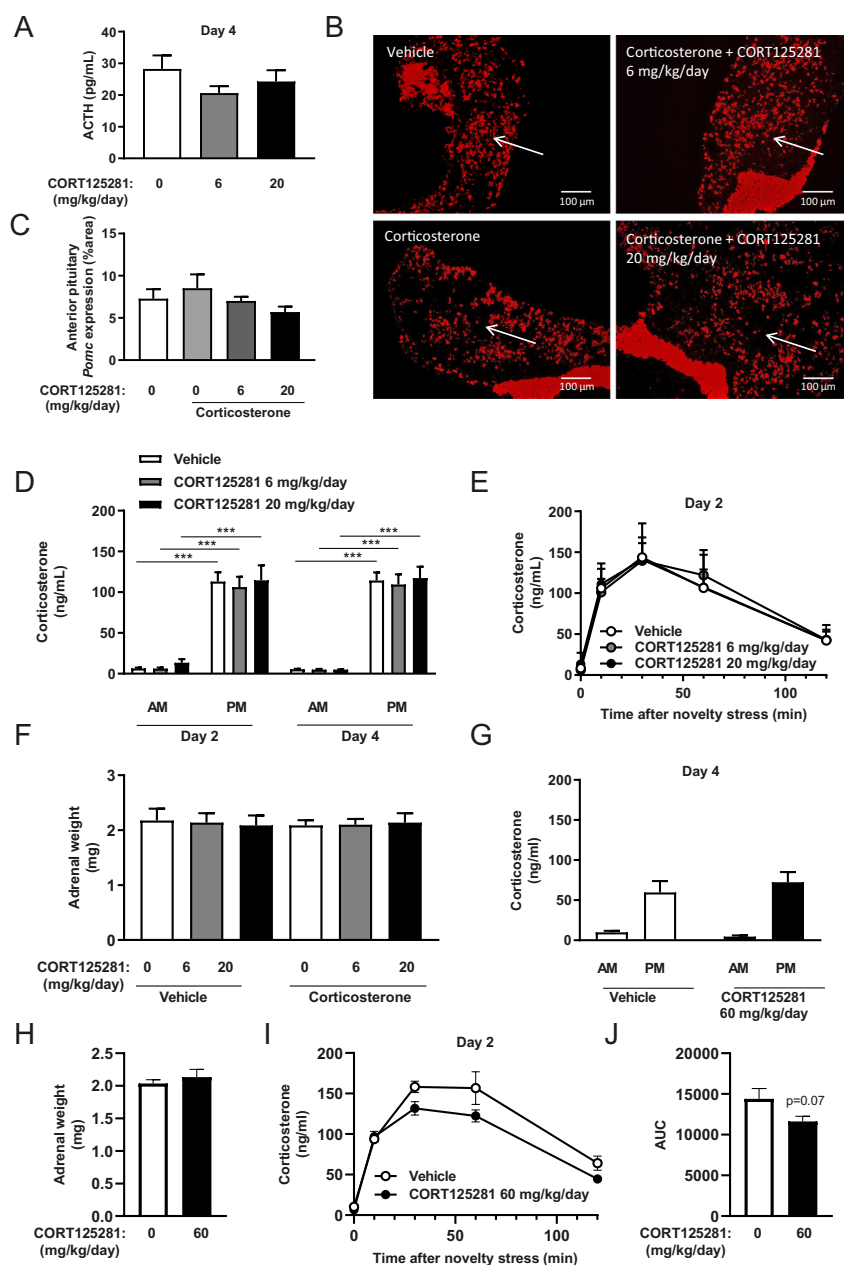 A
Day 4
ACTH (pg/mL)
50
40
30
20
10
0
CORT125281: 0 6 20
(mg/kg/day)
B
Vehicle
100 µm
Corticosterone + CORT125281
6 mg/kg/day
100 µm
Corticosterone
100 µm
Corticosterone + CORT125281
20 mg/kg/day
100 µm
C
Anterior pituitary
Pomc expression (%area)
15
10
5
0
CORT125281: 0 0 6 20
(mg/kg/day)
Corticosterone
D
Vehicle
CORT125281 6 mg/kg/day
CORT125281 20 mg/kg/day
Corticosterone
(ng/mL)
200
150
100
50
0
*** *** *** *** *** ***
AM PM AM PM
Day 2 Day 4
E
Day 2
Corticosterone
(ng/mL)
200
150
100
50
0
Vehicle
CORT125281 6 mg/kg/day
CORT125281 20 mg/kg/day
0 50 100
Time after novelty stress (min)
F
Adrenal weight
(mg)
3
2
1
0
CORT125281: 0 6 20 0 6 20
(mg/kg/day)
Vehicle Corticosterone
G
Day 4
Corticosterone
(ng/ml)
200
150
100
50
0
AM PM AM PM
Vehicle CORT125281
60 mg/kg/day
H
Adrenal weight
(mg)
2.5
2.0
1.5
1.0
0.5
0.0
CORT125281: 0 60
(mg/kg/day)
I
Day 2
Corticosterone
(ng/ml)
200
150
100
50
0
Vehicle
CORT125281 60 mg/kg/day
0 50 100
Time after novelty stress (min)
J
AUC
20000
15000
10000
5000
0
p=0.07
CORT125281: 0 60
(mg/kg/day)